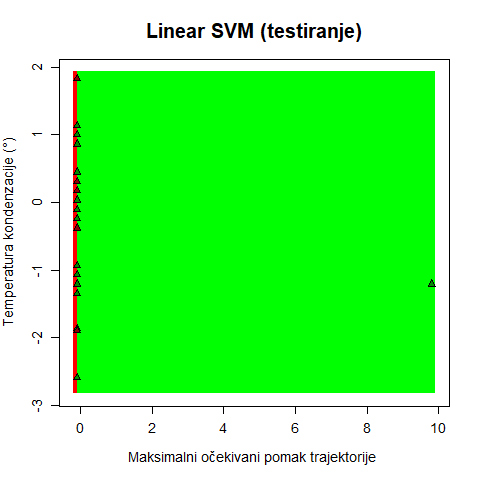 Linear SVM (testiranje)
Temperatura kondenzacije (°)
2
1
0
-1
-2
-3
0 2 4 6 8 10
Maksimalni očekivani pomak trajektorije